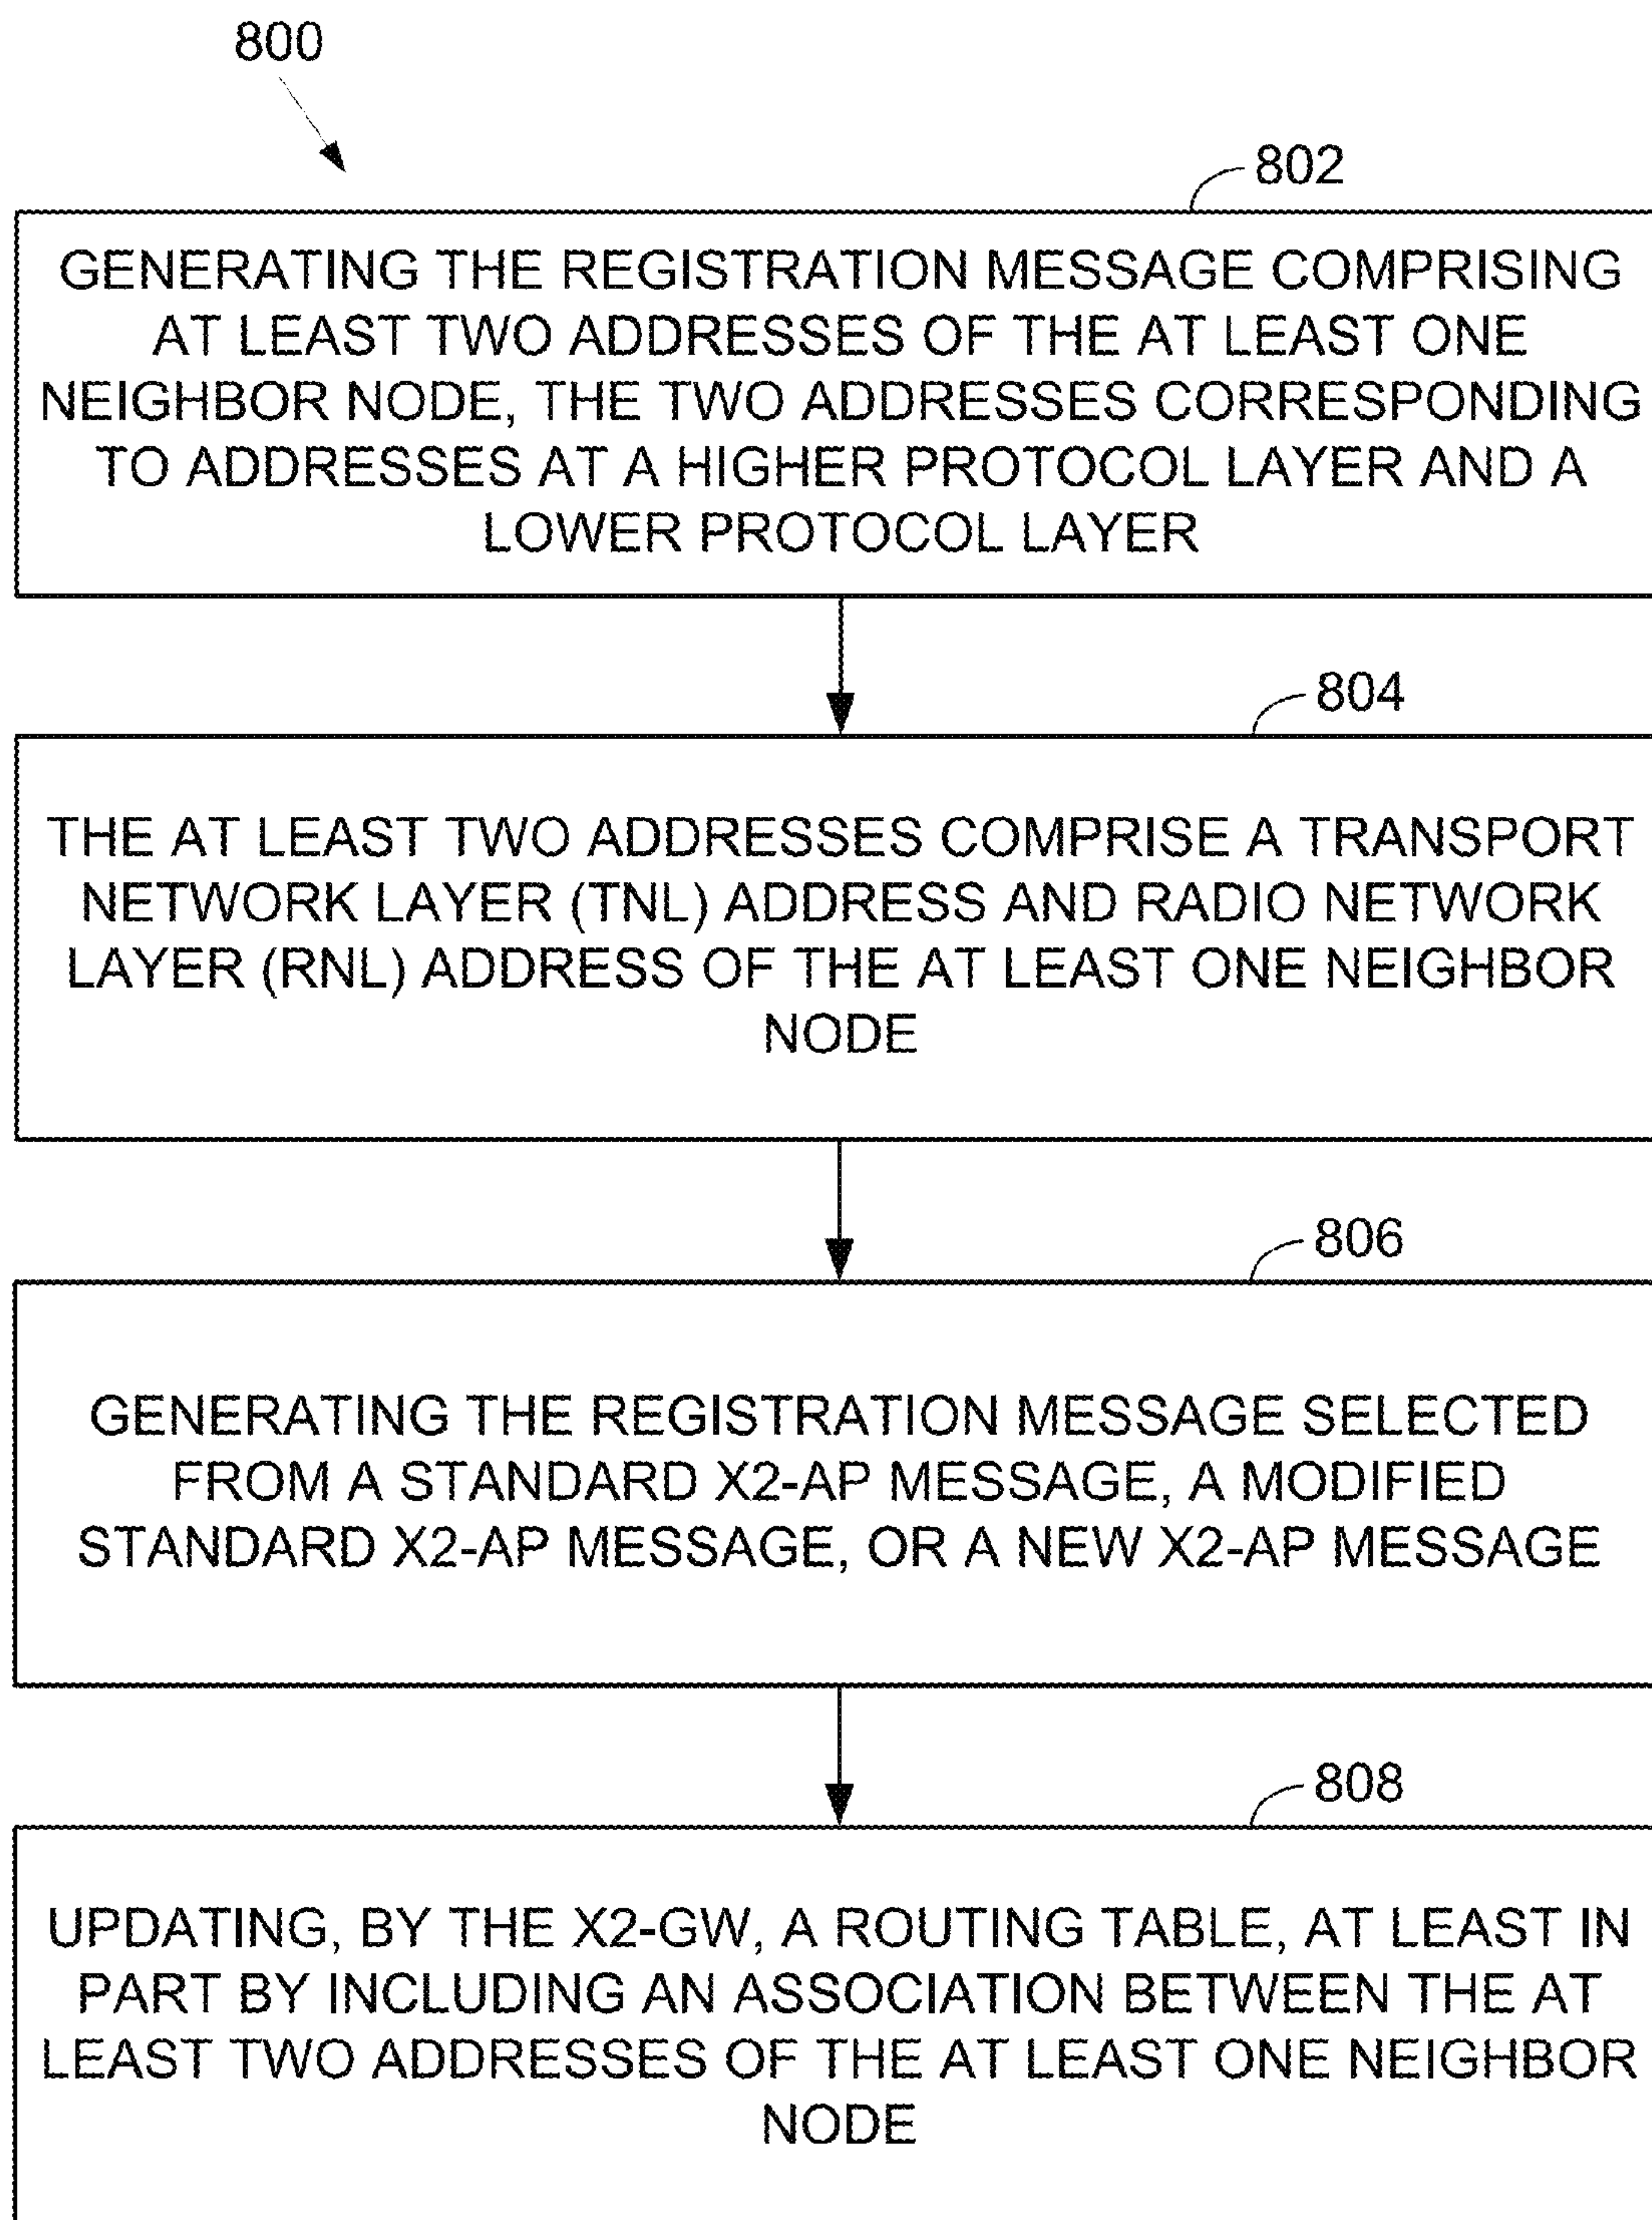 800
802
GENERATING THE REGISTRATION MESSAGE COMPRISING
AT LEAST TWO ADDRESSES OF THE AT LEAST ONE
NEIGHBOR NODE, THE TWO ADDRESSES CORRESPONDING
TO ADDRESSES AT A HIGHER PROTOCOL LAYER AND A
LOWER PROTOCOL LAYER
804
THE AT LEAST TWO ADDRESSES COMPRISE A TRANSPORT
NETWORK LAYER (TNL) ADDRESS AND RADIO NETWORK
LAYER (RNL) ADDRESS OF THE AT LEAST ONE NEIGHBOR
NODE
806
GENERATING THE REGISTRATION MESSAGE SELECTED
FROM A STANDARD X2-AP MESSAGE, A MODIFIED
STANDARD X2-AP MESSAGE, OR A NEW X2-AP MESSAGE
808
UPDATING, BY THE X2-GW, A ROUTING TABLE, AT LEAST IN
PART BY INCLUDING AN ASSOCIATION BETWEEN THE AT
LEAST TWO ADDRESSES OF THE AT LEAST ONE NEIGHBOR
NODE